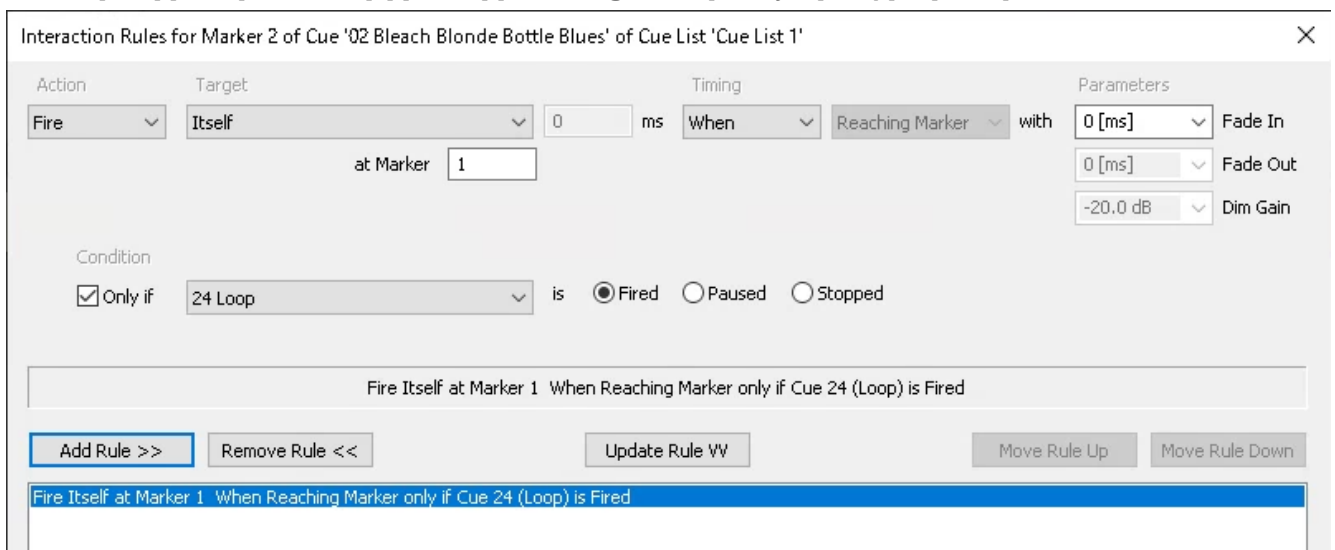 Interaction Rules for Marker 2 of Cue '02 Bleach Blonde Bottle Blues' of Cue List 'Cue List 1'
Action Target Timing Parameters
Fire Itself 0 ms When Reaching Marker with 0 [ms] Fade In
at Marker 1 0 [ms] Fade Out
-20.0 dB Dim Gain
Condition
Only if 24 Loop is Fired Paused Stopped
Fire Itself at Marker 1 When Reaching Marker only if Cue 24 (Loop) is Fired
Add Rule >> Remove Rule << Update Rule VV Move Rule Up Move Rule Down
Fire Itself at Marker 1 When Reaching Marker only if Cue 24 (Loop) is Fired